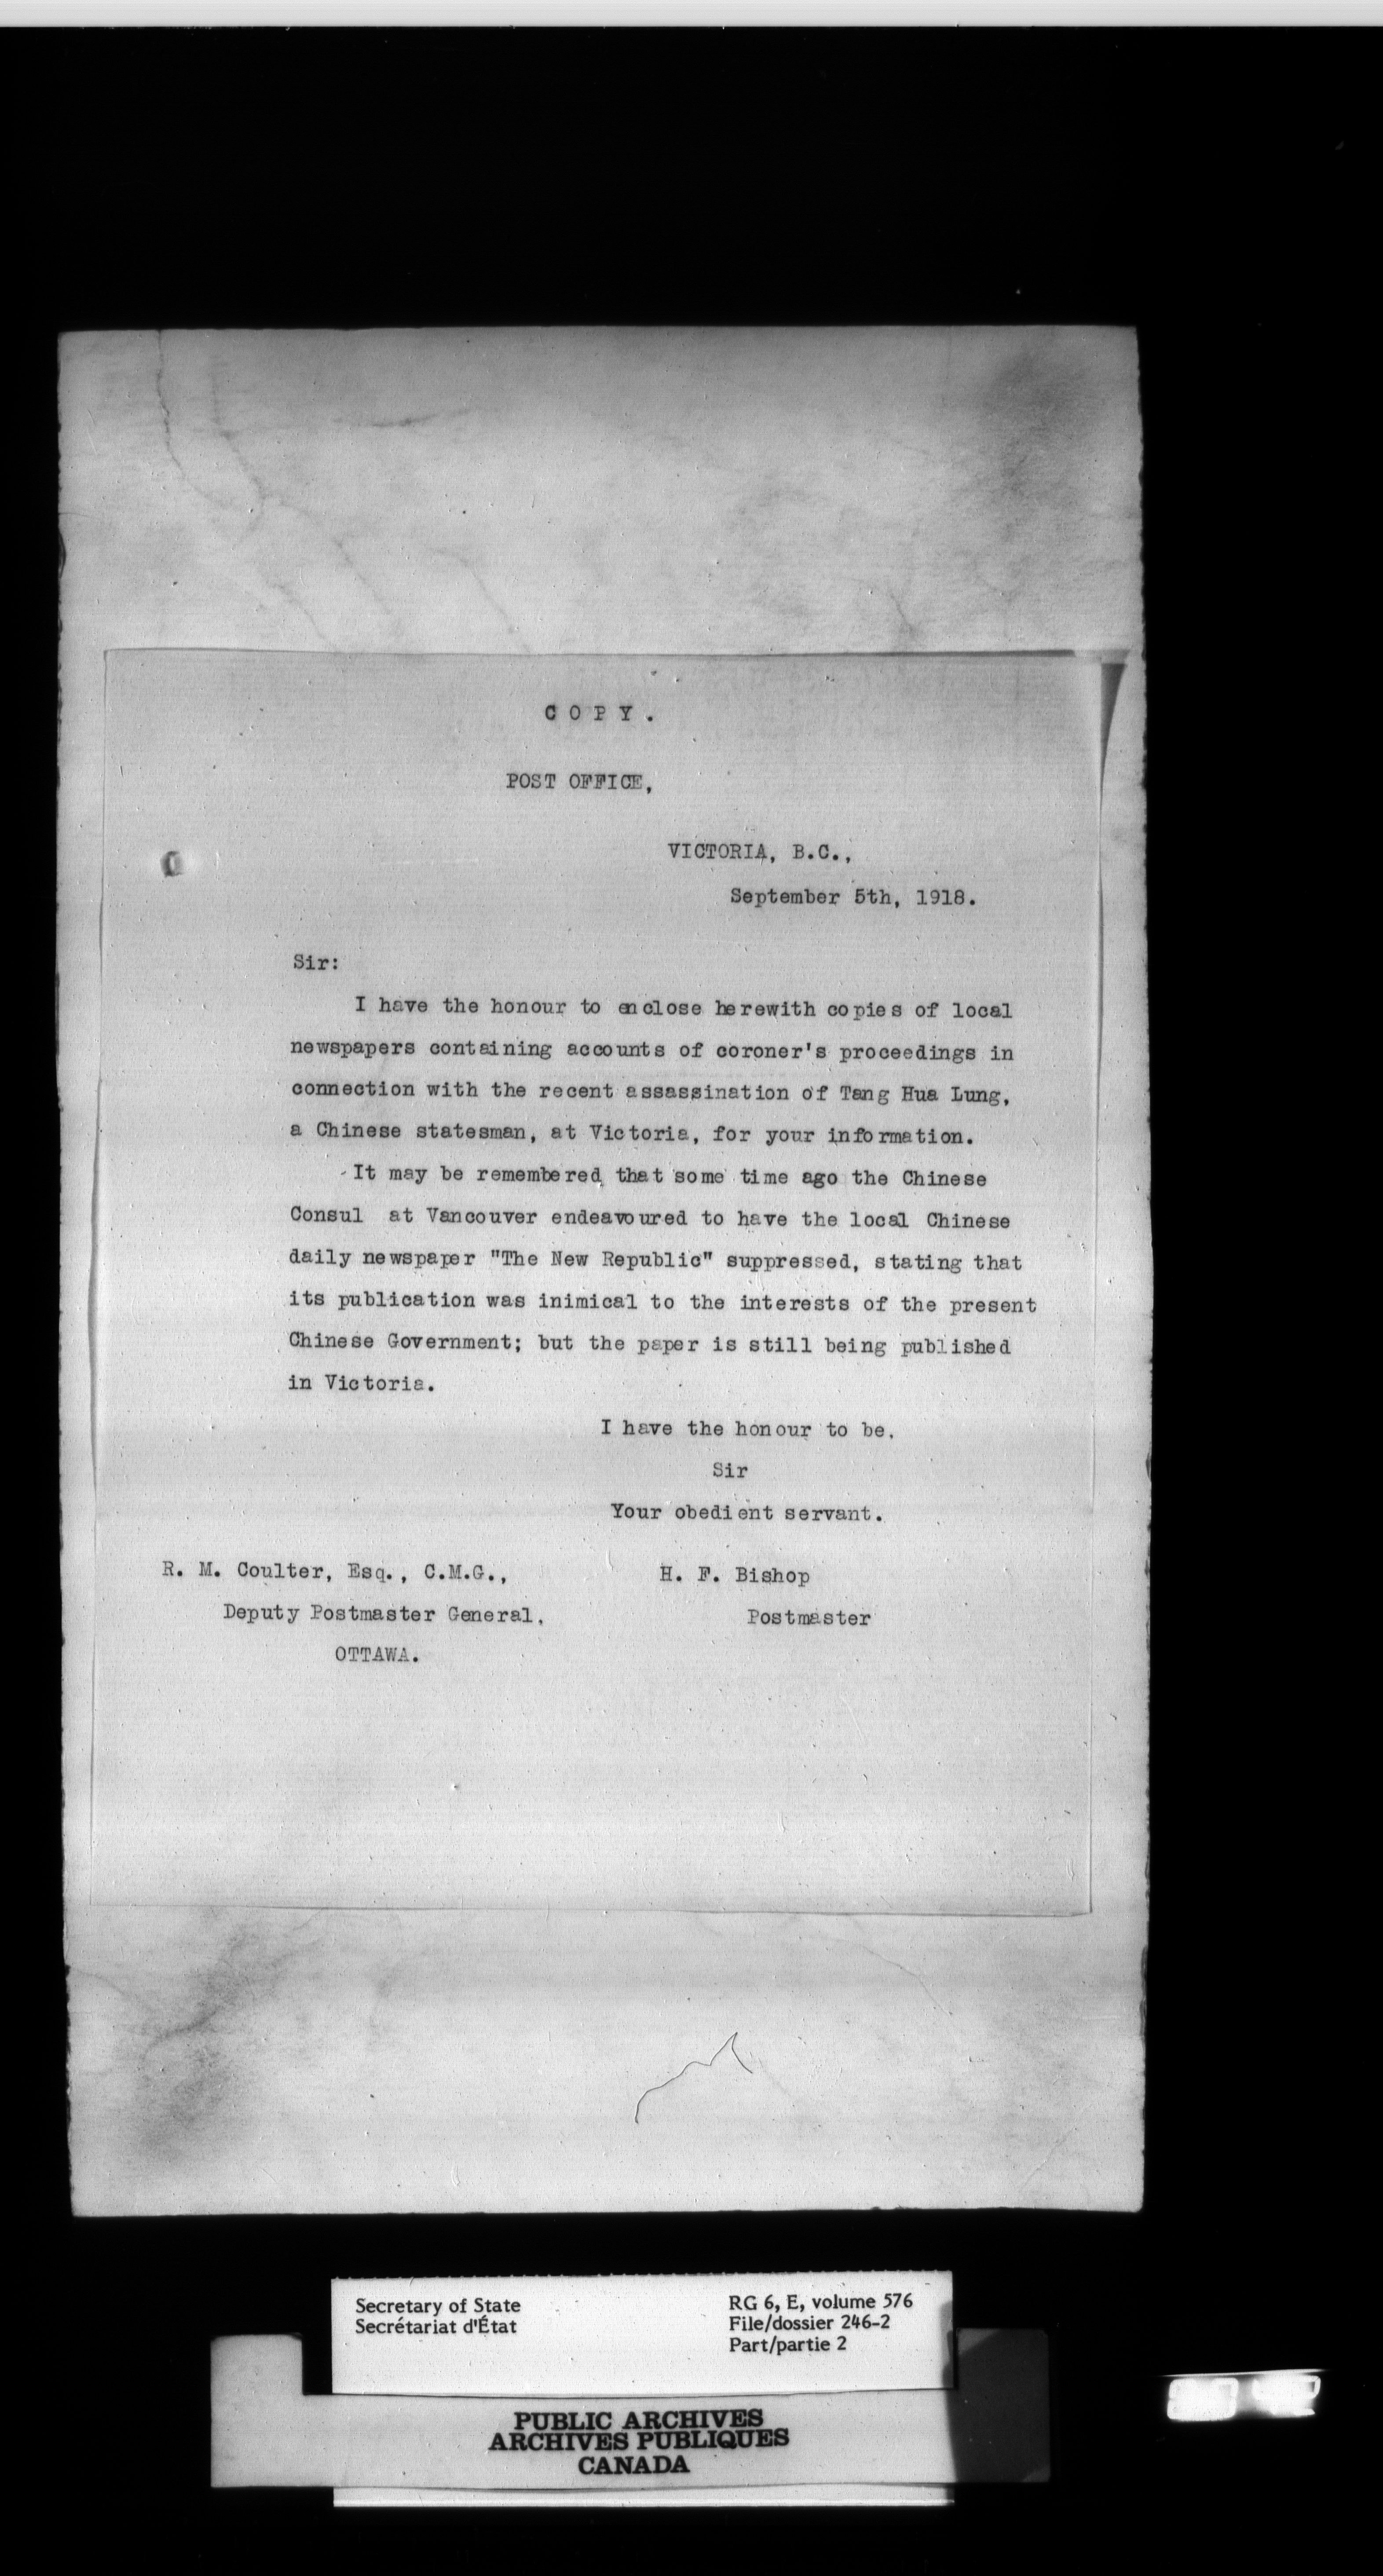 COPY.
POST OFFICE,
VICTORIA, B.C.,
September 5th, 1918.
Sir:
I have the honour to enclose herewith copies of local
newspapers containing accounts of coroner's proceedings in
connection with the recent assassination of Tang Hua Lung,
a Chinese statesman, at Victoria, for your information.
It may be remembered that some time ago the Chinese
Consul at Vancouver endeavoured to have the local Chinese
daily newspaper "The New Republic" suppressed, stating that
its publication was inimical to the interests of the present
Chinese Government; but the paper is still being published
in Victoria.
I have the honour to be,
Sir
Your obedient servant.
R. M. Coulter, Esq., C.M.G.,
Deputy Postmaster General,
OTTAWA.
H. F. Bishop
Postmaster
Secretary of State
Secrétariat d'État
RG 6, E, volume 576
File/dossier 246-2
Part/partie 2
PUBLIC ARCHIVES
ARCHIVES PUBLIQUES
CANADA